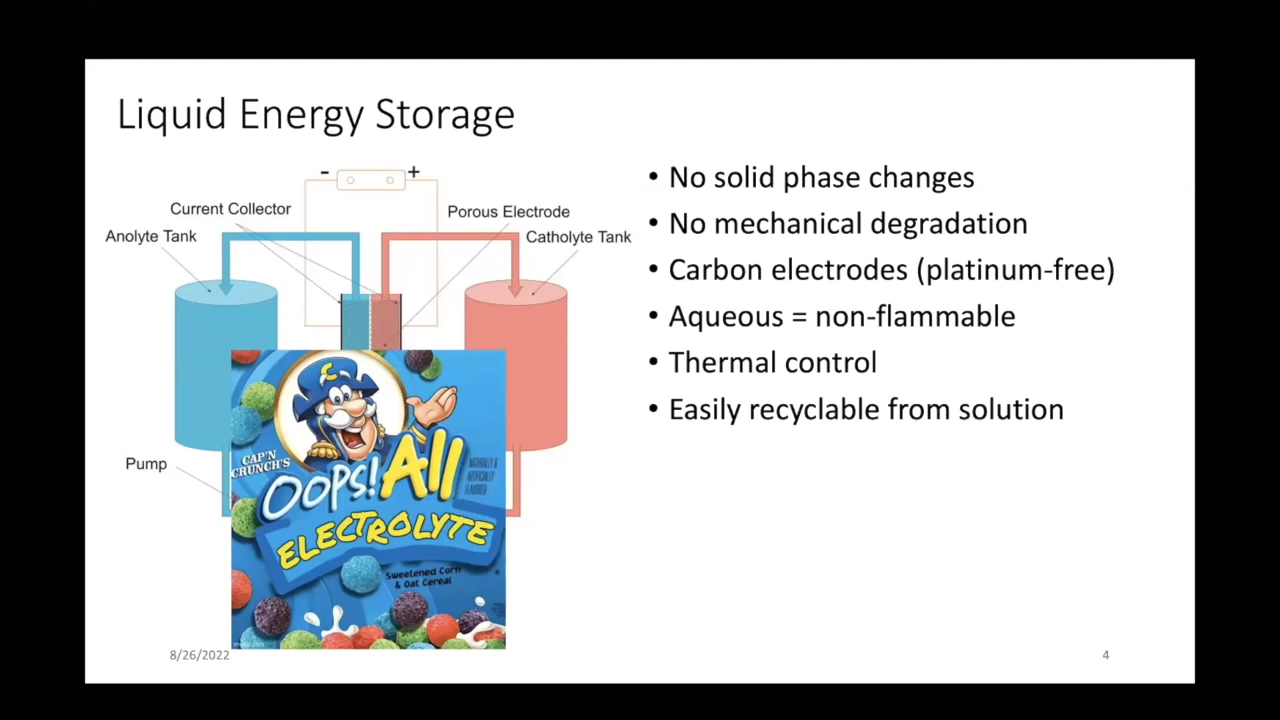 Liquid Energy Storage
- +
Current Collector
Porous Electrode
Anolyte Tank
Catholyte Tank
Pump
CAP'N
CRUNCH'S
OOPS! All
NATURALLY &
ARTIFICIALLY
FLAVORED
ELECTROLYTE
Sweetened Corn
& Oat Cereal
• No solid phase changes
• No mechanical degradation
• Carbon electrodes (platinum-free)
• Aqueous = non-flammable
• Thermal control
• Easily recyclable from solution
8/26/2022
4